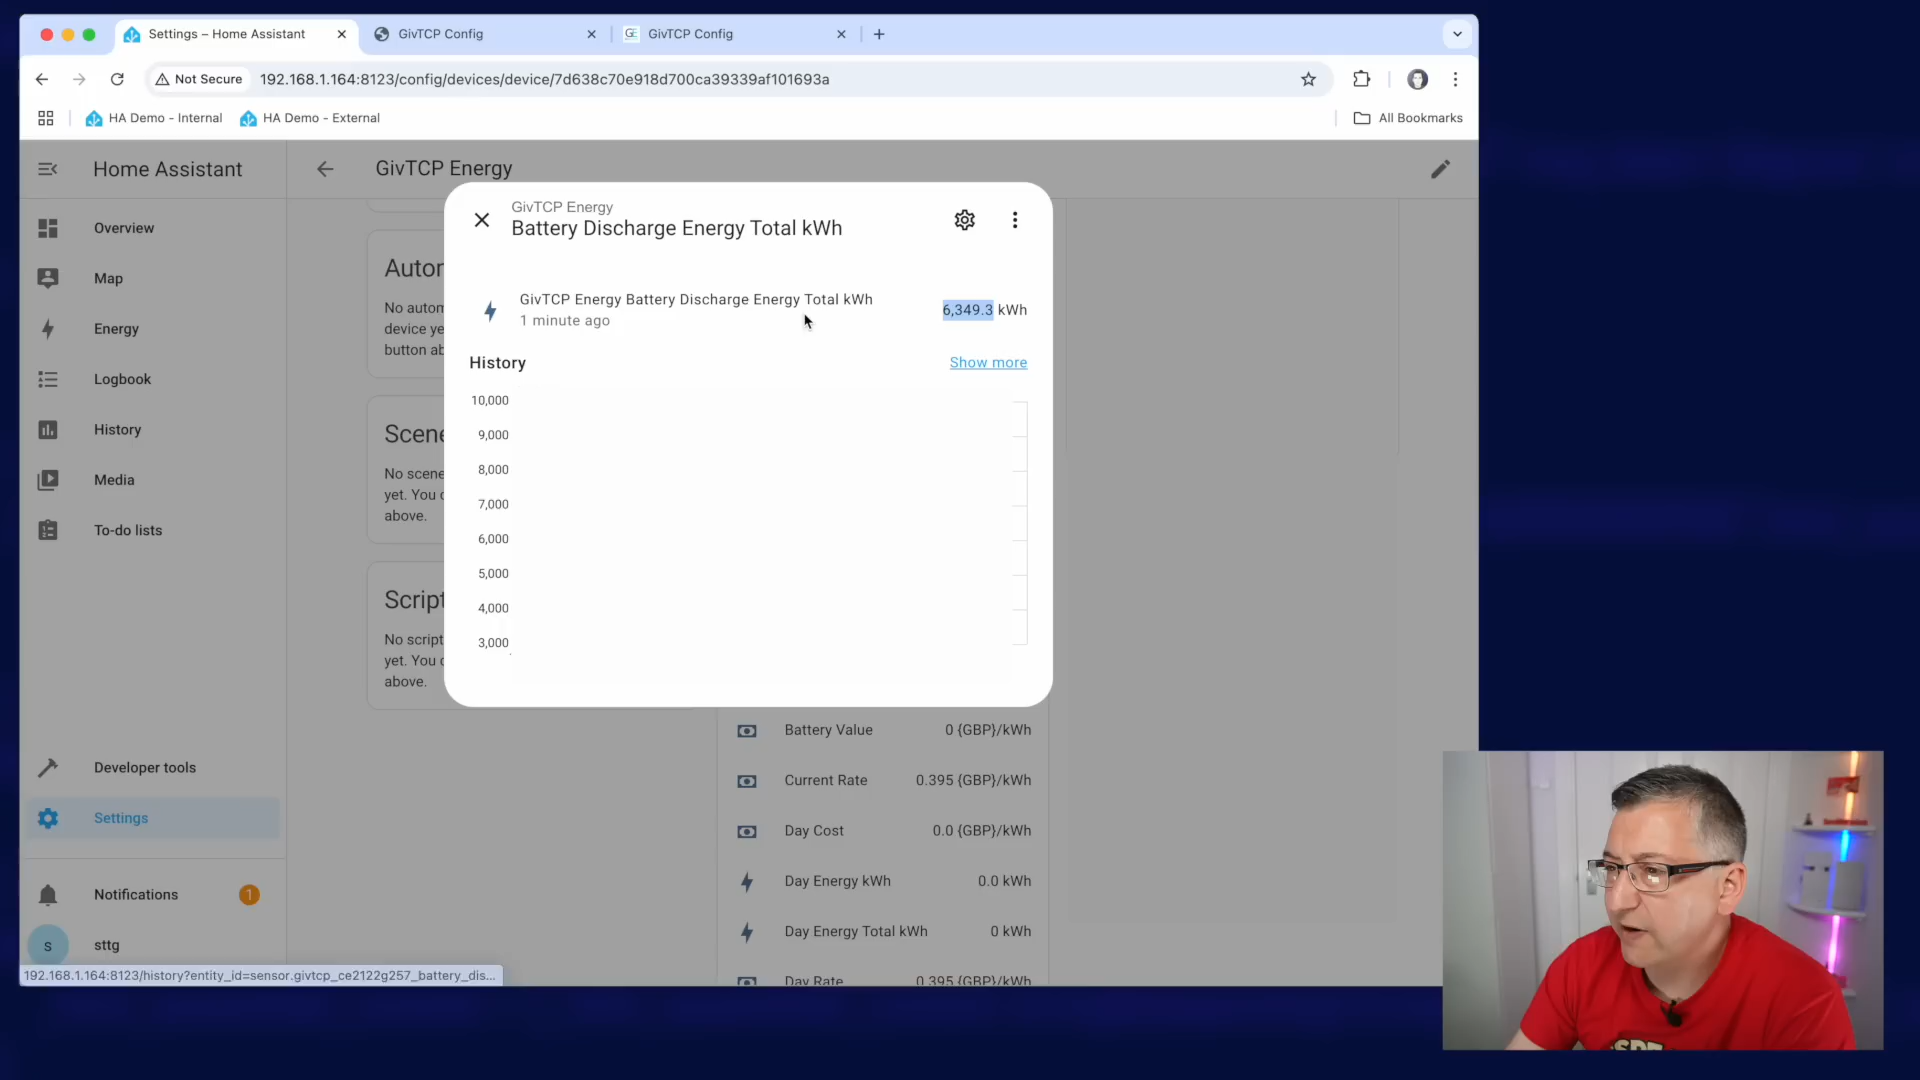 Settings – Home Assistant
GivTCP Config
GE GivTCP Config
Not Secure
192.168.1.164:8123/config/devices/device/7d638c70e918d700ca39339af101693a
HA Demo - Internal
HA Demo - External
All Bookmarks
Home Assistant
GivTCP Energy
Overview
Map
Energy
Logbook
History
Media
To-do lists
Developer tools
Settings
Notifications
1
s
sttg
192.168.1.164:8123/history?entity_id=sensor.givtcp_ce2122g257_battery_dis...
Autor
No autom
device ye
button ab
Scene
No scene
yet. You c
above.
Script
No script
yet. You c
above.
GivTCP Energy
Battery Discharge Energy Total kWh
GivTCP Energy Battery Discharge Energy Total kWh
1 minute ago
6,349.3 kWh
History
Show more
10,000
9,000
8,000
7,000
6,000
5,000
4,000
3,000
Battery Value 0 {GBP}/kWh
Current Rate 0.395 {GBP}/kWh
Day Cost 0.0 {GBP}/kWh
Day Energy kWh 0.0 kWh
Day Energy Total kWh 0 kWh
Day Rate 0.395 {GBP}/kWh